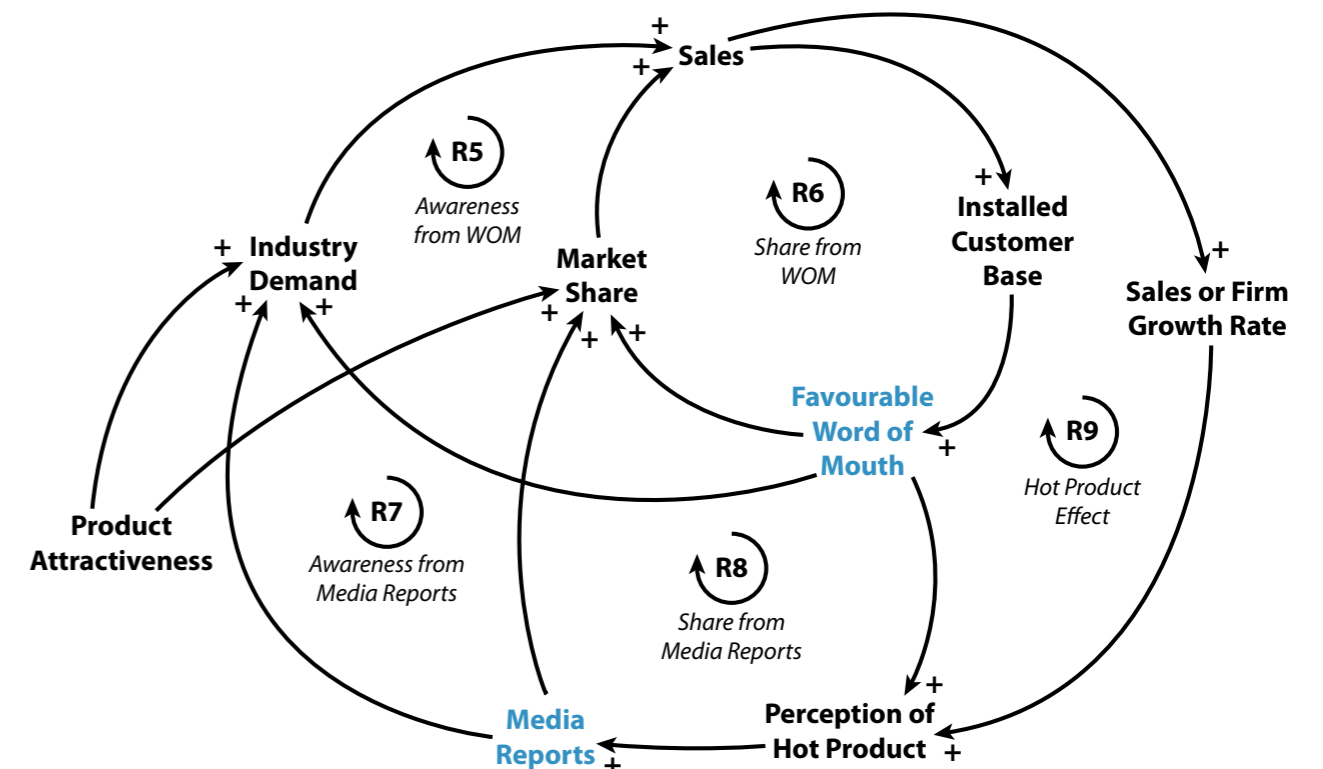 +
Sales
+
R5
Awareness
from WOM
R6
Share from
WOM
+
Installed
Customer
Base
+
Industry
Demand
+
+
Market
Share
+
+
+
+
Sales or Firm
Growth Rate
Favourable
Word of
Mouth
+
R9
Hot Product
Effect
Product
Attractiveness
R7
Awareness from
Media Reports
R8
Share from
Media Reports
+
Perception of
Hot Product
+
Media
Reports
+